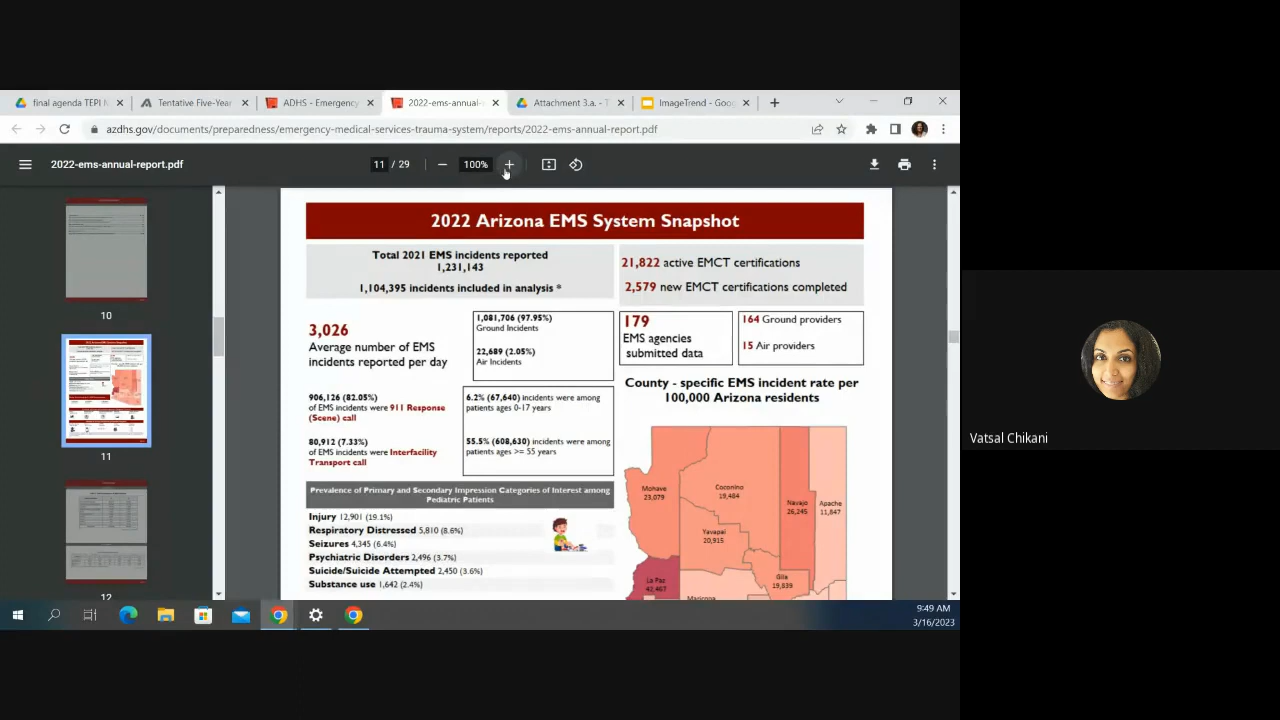 final agenda TEPI M
Tentative Five-Year
ADHS - Emergency
2022-ems-annual-
Attachment 3.a. - T
ImageTrend - Goo
azdhs.gov/documents/preparedness/emergency-medical-services-trauma-system/reports/2022-ems-annual-report.pdf
2022-ems-annual-report.pdf
11 / 29
100%
10
11
12
2022 Arizona EMS System Snapshot
Total 2021 EMS incidents reported
1,231,143
1,104,395 incidents included in analysis *
21,822 active EMCT certifications
2,579 new EMCT certifications completed
3,026
Average number of EMS
incidents reported per day
1,081,706 (97.95%)
Ground Incidents
22,689 (2.05%)
Air Incidents
179
EMS agencies
submitted data
164 Ground providers
15 Air providers
906,126 (82.05%)
of EMS incidents were 911 Response
(Scene) call
80,912 (7.33%)
of EMS incidents were Interfacility
Transport call
6.2% (67,640) incidents were among
patients ages 0-17 years
55.5% (608,630) incidents were among
patients ages >= 55 years
County - specific EMS incident rate per
100,000 Arizona residents
Prevalence of Primary and Secondary Impression Categories of Interest among
Pediatric Patients
Injury 12,901 (19.1%)
Respiratory Distressed 5,810 (8.6%)
Seizures 4,345 (6.4%)
Psychiatric Disorders 2,496 (3.7%)
Suicide/Suicide Attempted 2,450 (3.6%)
Substance use 1,642 (2.4%)
Mohave
23,079
Coconino
19,484
Navajo
26,245
Apache
11,847
Yavapai
20,915
La Paz
42,467
Gila
19,839
Maricopa
Vatsal Chikani
9:49 AM
3/16/2023